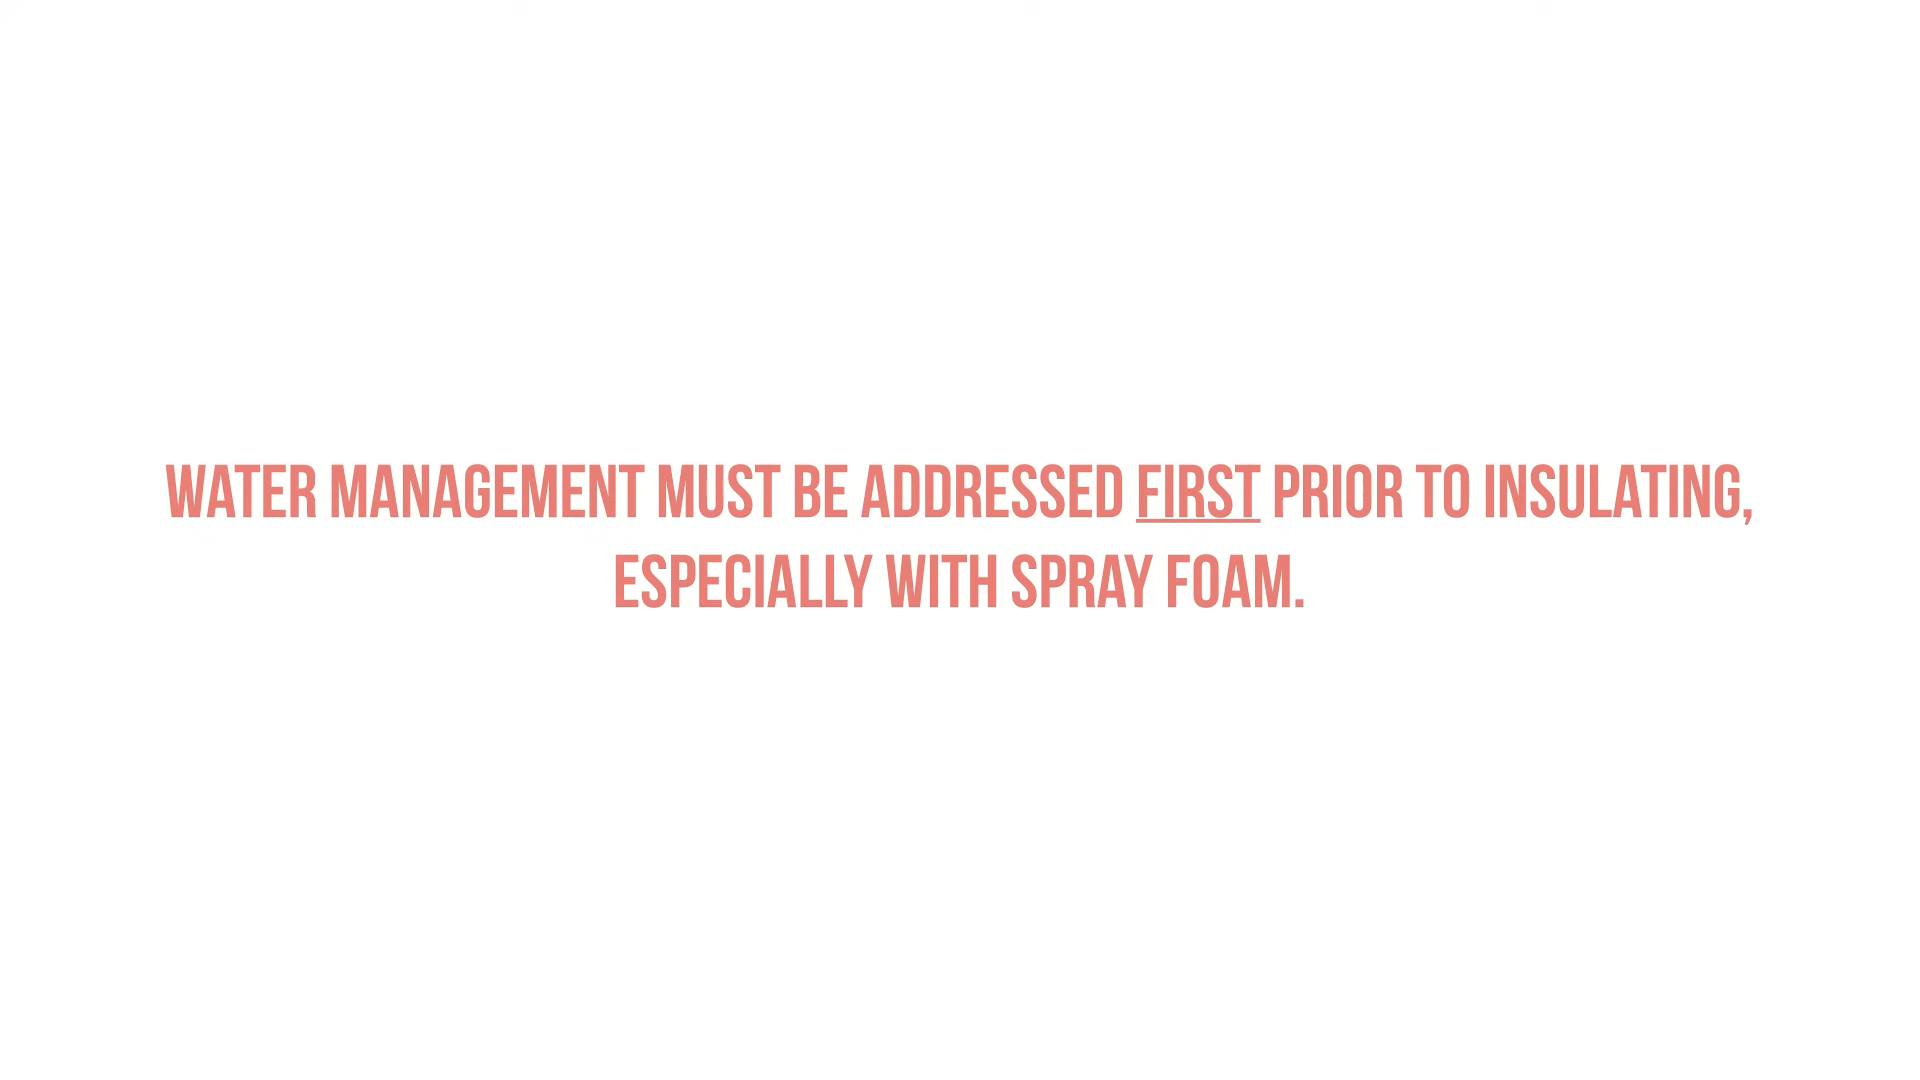 WATER MANAGEMENT MUST BE ADDRESSED FIRST PRIOR TO INSULATING,
ESPECIALLY WITH SPRAY FOAM.